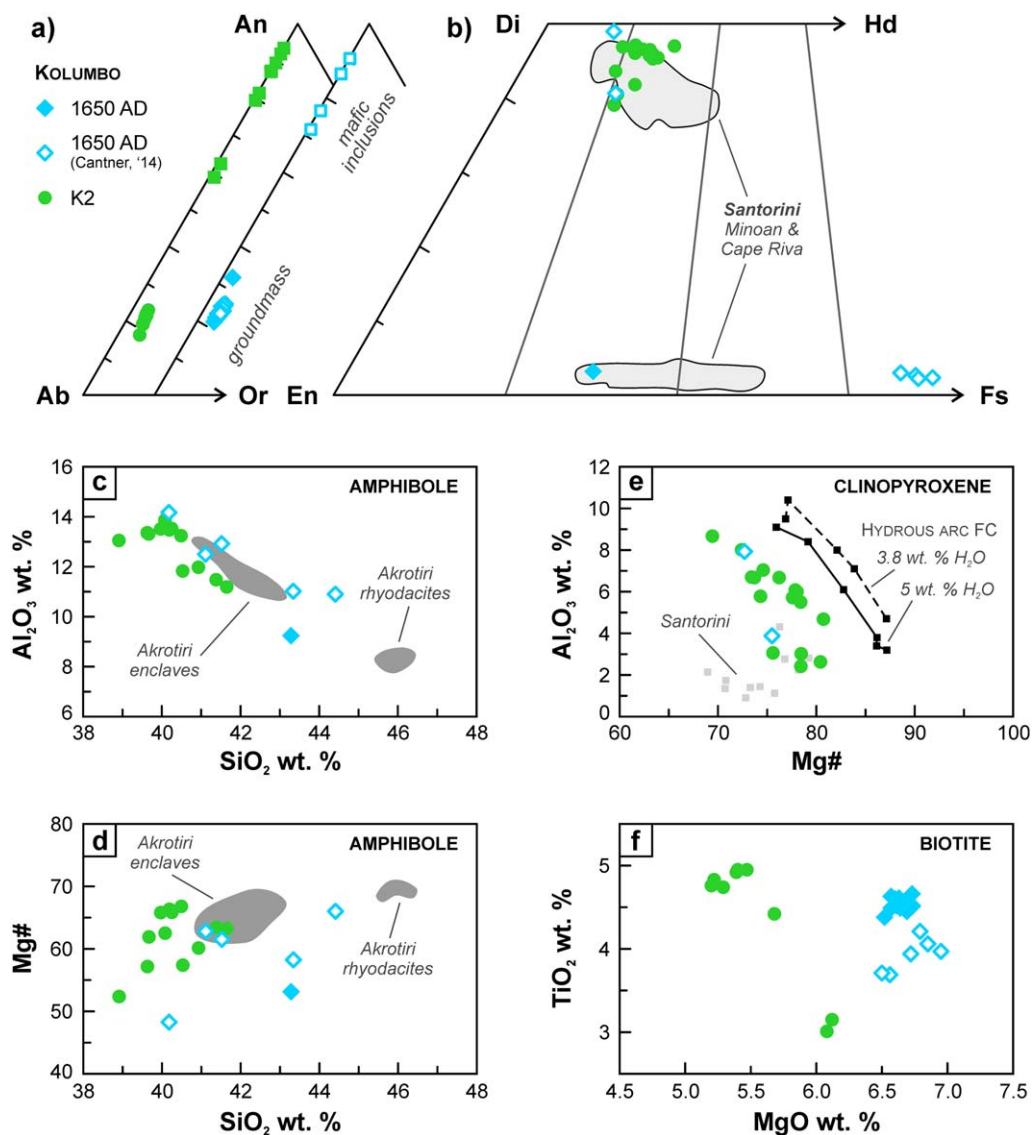 a)
An
KOLUMBO
1650 AD
1650 AD
(Cantner, ‘14)
K2
mafic
inclusions
groundmass
Ab
Or
b)
Di
Hd
Santorini
Minoan &
Cape Riva
En
Fs
c
AMPHIBOLE
16
14
12
10
8
6
Al₂O₃ wt. %
Akrotiri
enclaves
Akrotiri
rhyodacites
38 40 42 44 46 48
SiO₂ wt. %
e
CLINOPYROXENE
12
10
8
6
4
2
0
Al₂O₃ wt. %
HYDROUS ARC FC
3.8 wt. % H₂O
5 wt. % H₂O
Santorini
60 70 80 90 100
Mg#
d
AMPHIBOLE
80
70
60
50
40
Mg#
Akrotiri
enclaves
Akrotiri
rhyodacites
38 40 42 44 46 48
SiO₂ wt. %
f
BIOTITE
5
4
3
TiO₂ wt. %
4.5 5.0 5.5 6.0 6.5 7.0 7.5
MgO wt. %